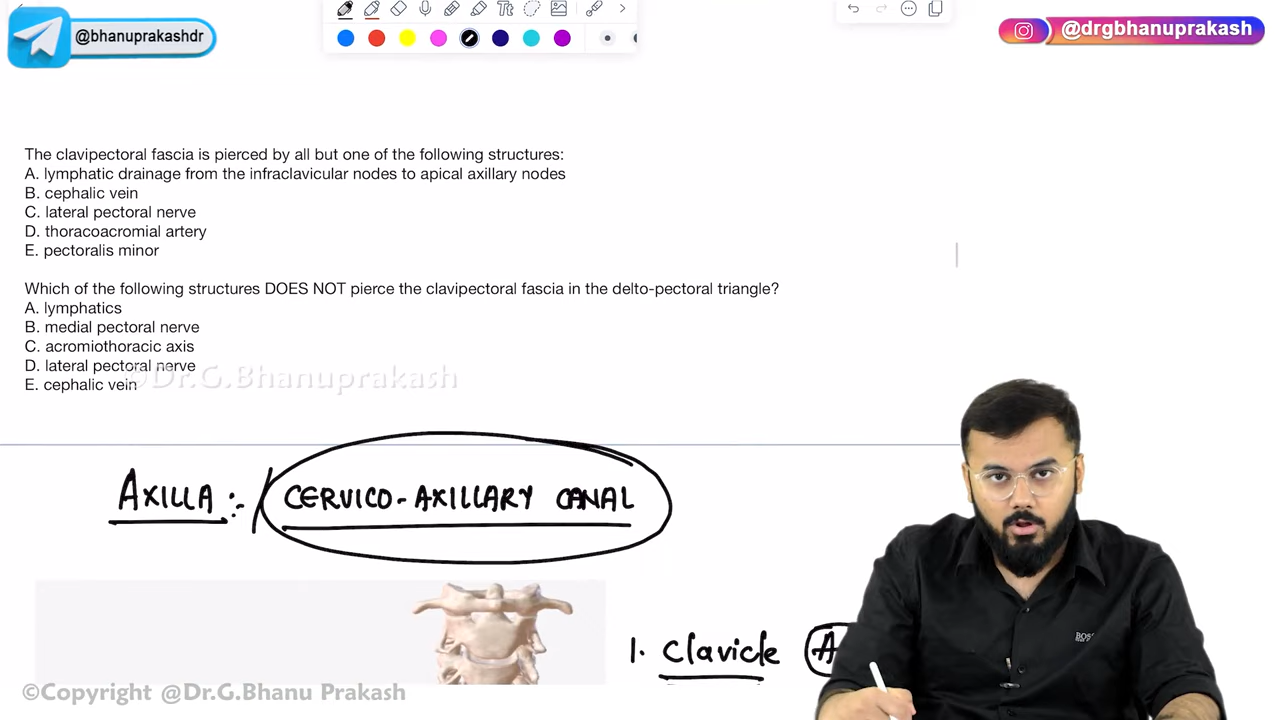 @bhanuprakashdr
@drgbhanuprakash
The clavipectoral fascia is pierced by all but one of the following structures:
A. lymphatic drainage from the infraclavicular nodes to apical axillary nodes
B. cephalic vein
C. lateral pectoral nerve
D. thoracoacromial artery
E. pectoralis minor
Which of the following structures DOES NOT pierce the clavipectoral fascia in the delto-pectoral triangle?
A. lymphatics
B. medial pectoral nerve
C. acromiothoracic axis
D. lateral pectoral nerve
©Dr.G.Bhanuprakash
E. cephalic vein
AXILLA :- CERVICO-AXILLARY CANAL
1. Clavicle A
BOSS
©Copyright @Dr.G.Bhanu Prakash